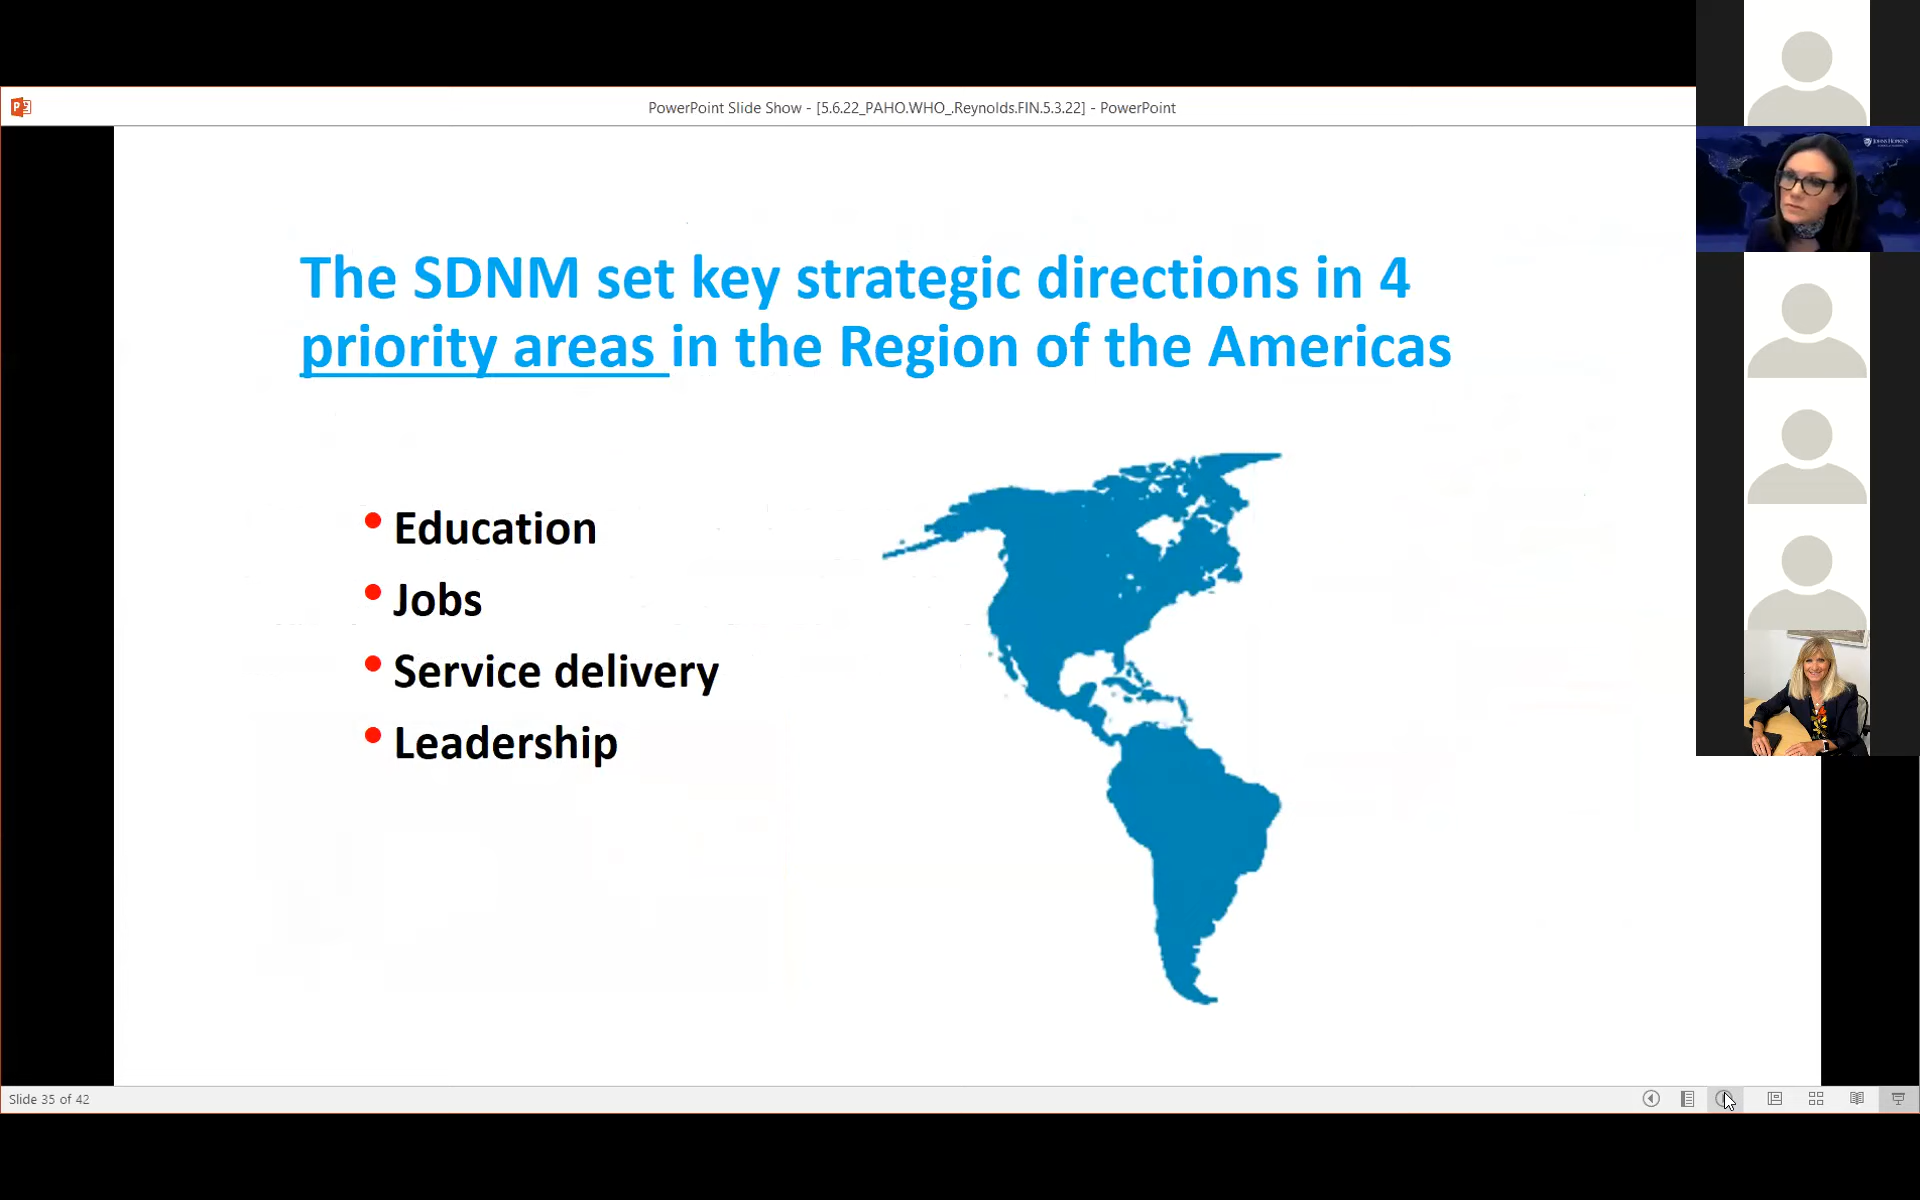 PowerPoint Slide Show - [5.6.22_PAHO.WHO_.Reynolds.FIN.5.3.22] - PowerPoint
JOHNS HOPKINS
The SDNM set key strategic directions in 4
priority areas in the Region of the Americas
• Education
• Jobs
• Service delivery
• Leadership
Slide 35 of 42